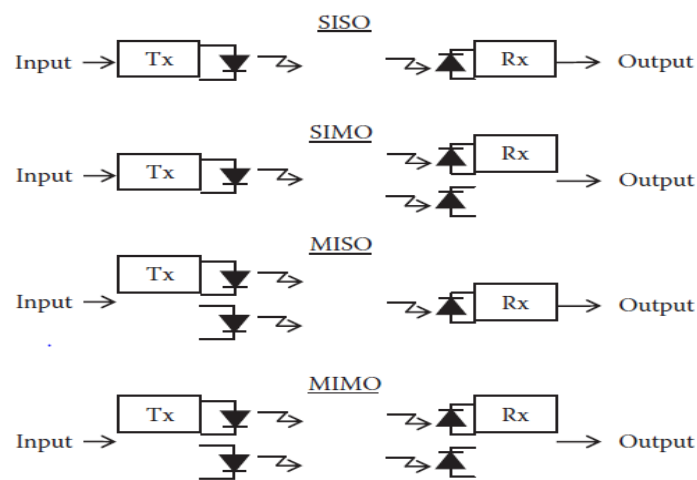 SISO
Input Tx Rx Output
SIMO
Input Tx Rx Output
MISO
Input Tx Rx Output
MIMO
Input Tx Rx Output